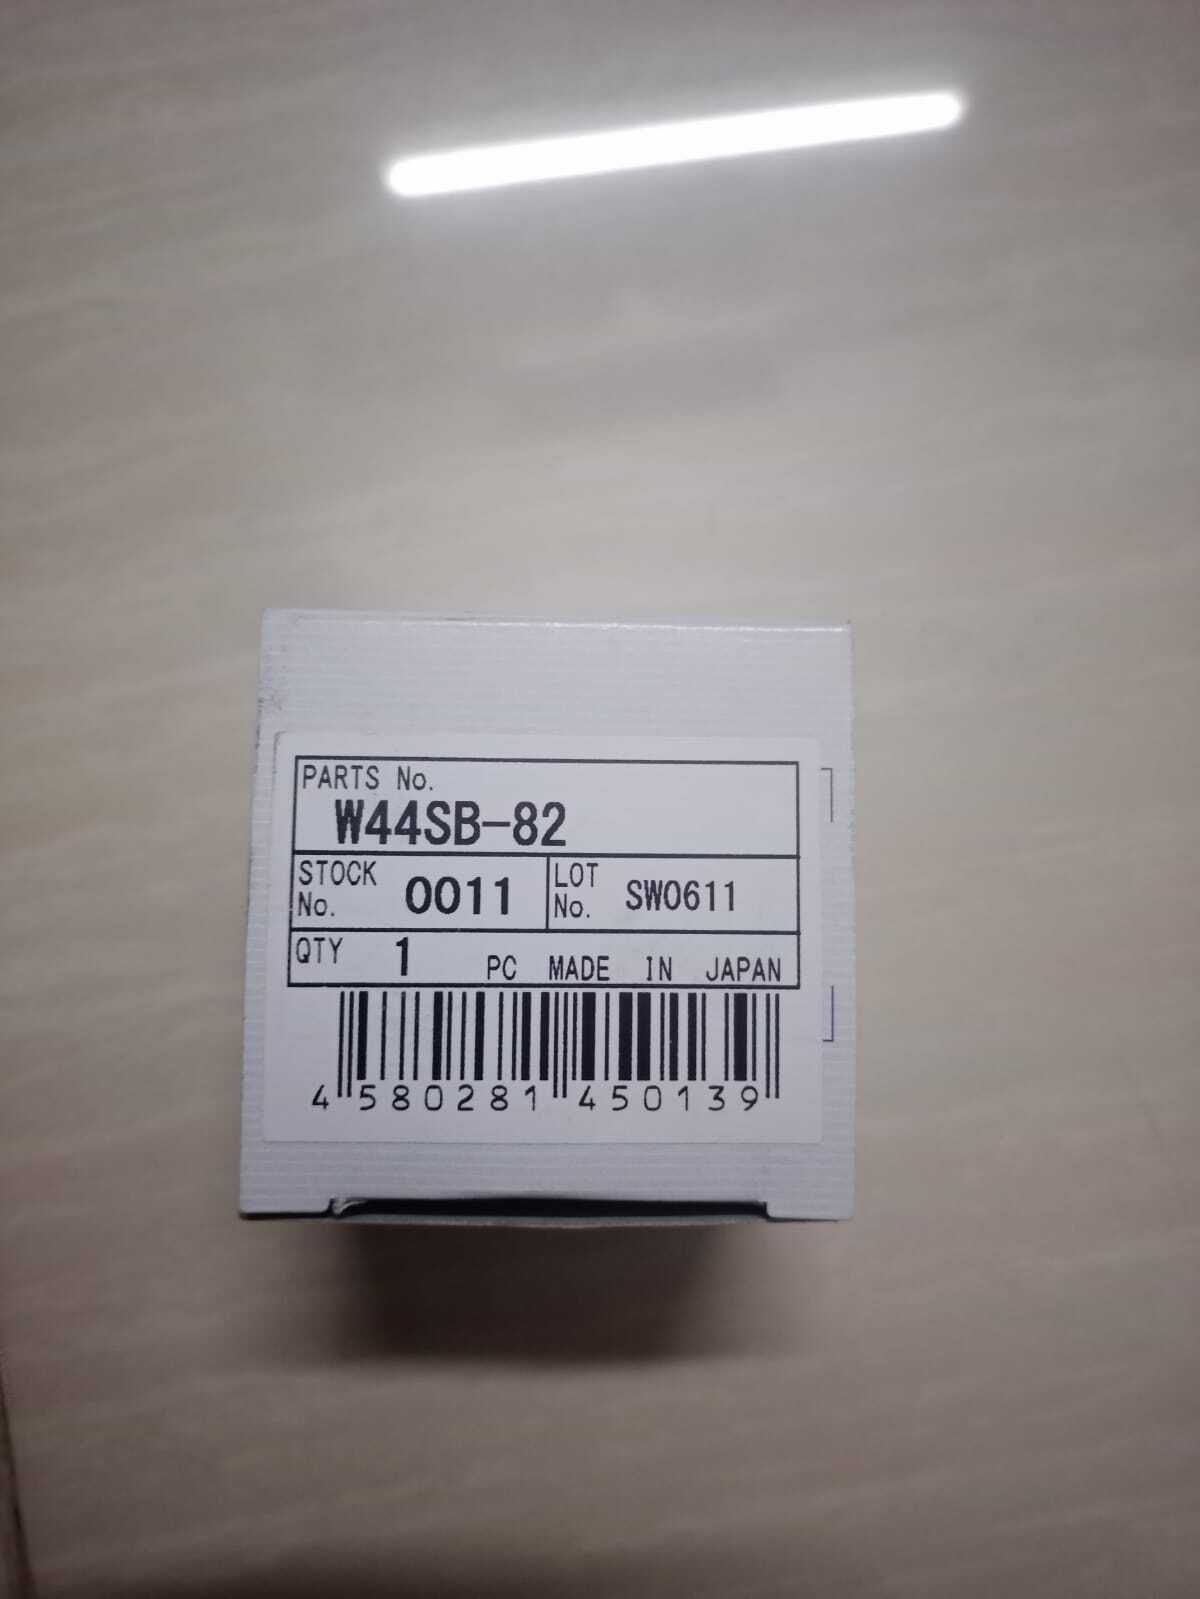 PARTS No.
W44SB-82
STOCK No. 0011
LOT No. SW0611
QTY 1 PC MADE IN JAPAN
4 580281 450139